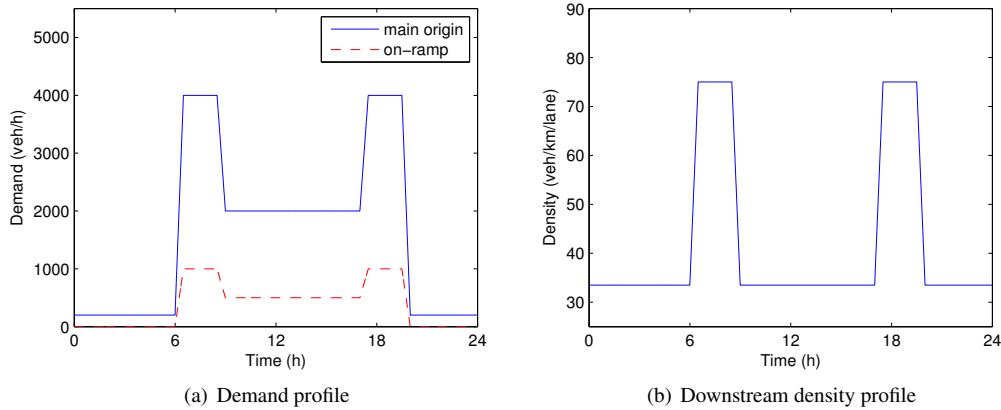 5000
4000
3000
2000
1000
0
Demand (veh/h)
main origin
on-ramp
0 6 12 18 24
Time (h)
(a) Demand profile
90
80
70
60
50
40
30
Density (veh/km/lane)
0 6 12 18 24
Time (h)
(b) Downstream density profile